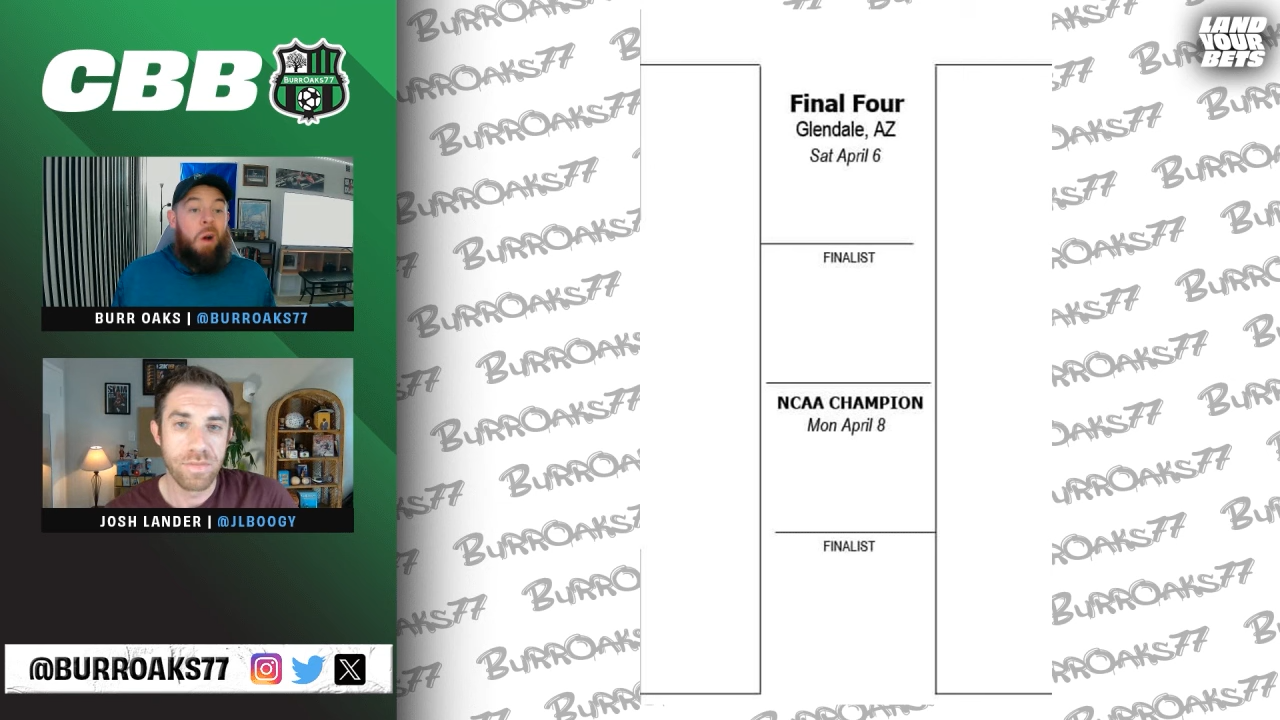 CBB
BURROAKS77
BURR OAKS | @BURROAKS77
JOSH LANDER | @JLBOOGY
@BURROAKS77
Final Four
Glendale, AZ
Sat April 6
FINALIST
NCAA CHAMPION
Mon April 8
FINALIST
LAND
YOUR
BETS
BURROAKS77